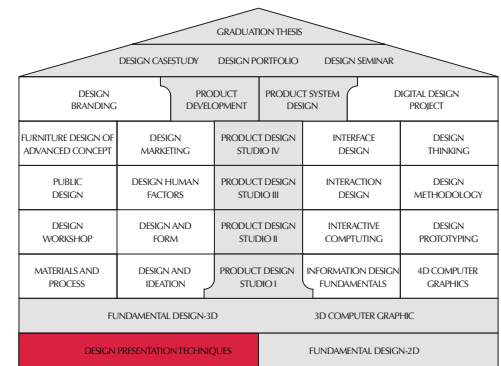 GRADUATION THESIS
DESIGN CASESTUDY DESIGN PORTFOLIO DESIGN SEMINAR
DESIGN
BRANDING
PRODUCT
DEVELOPMENT
PRODUCT SYSTEM
DESIGN
DIGITAL DESIGN
PROJECT
FURNITURE DESIGN OF
ADVANCED CONCEPT
DESIGN
MARKETING
PRODUCT DESIGN
STUDIO IV
INTERFACE
DESIGN
DESIGN
THINKING
PUBLIC
DESIGN
DESIGN HUMAN
FACTORS
PRODUCT DESIGN
STUDIO III
INTERACTION
DESIGN
DESIGN
METHODOLOGY
DESIGN
WORKSHOP
DESIGN AND
FORM
PRODUCT DESIGN
STUDIO II
INTERACTIVE
COMPTUTING
DESIGN
PROTOTYPING
MATERIALS AND
PROCESS
DESIGN AND
IDEATION
PRODUCT DESIGN
STUDIO I
INFORMATION DESIGN
FUNDAMENTALS
4D COMPUTER
GRAPHICS
FUNDAMENTAL DESIGN-3D 3D COMPUTER GRAPHIC
DESIGN PRESENTATION TECHNIQUES FUNDAMENTAL DESIGN-2D